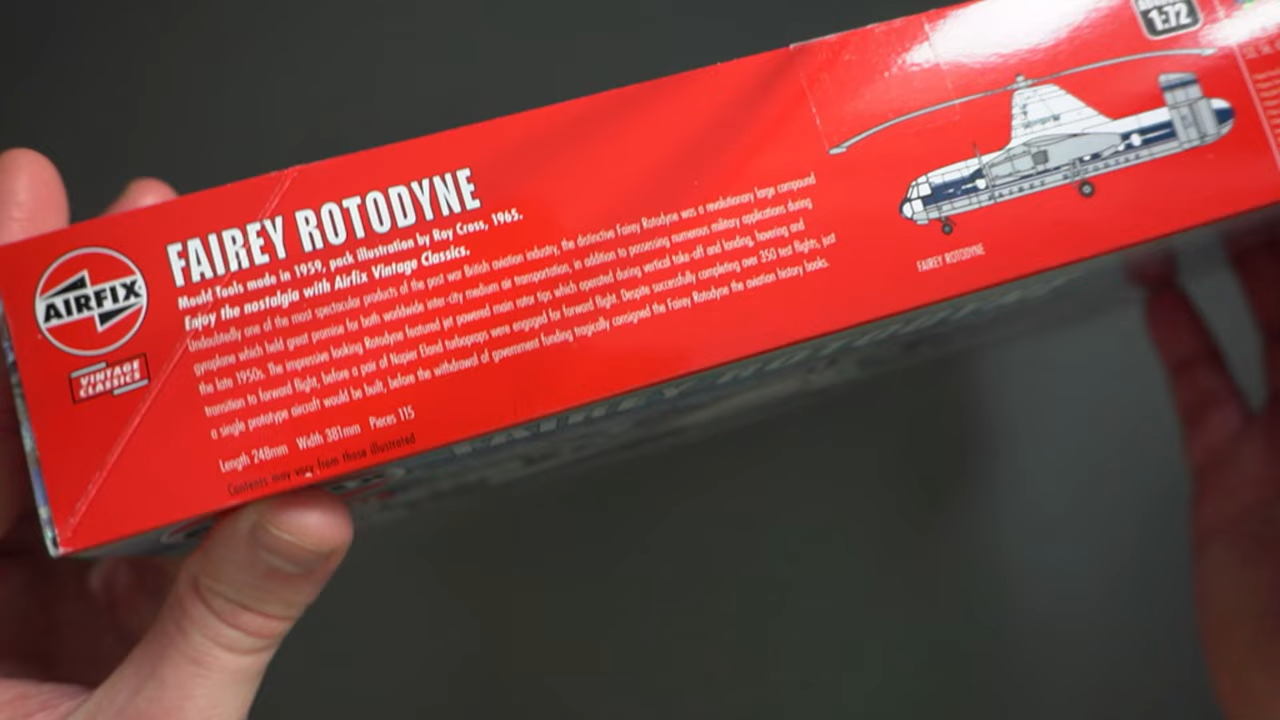 FAIREY ROTODYNE
Mould Tools made in 1959, pack illustration by Roy Cross, 1965.
Enjoy the nostalgia with Airfix Vintage Classics.
Undoubtedly one of the most spectacular products of the post war British aviation industry, the distinctive Fairey Rotodyne was a revolutionary large compound
gyroplane which held great promise for both worldwide inter-city medium air transportation, in addition to possessing numerous military applications during
the late 1950s. The impressive looking Rotodyne featured jet powered main rotor tips which operated during vertical take-off and landing, hovering and
transition to forward flight, before a pair of Napier Eland turboprops were engaged for forward flight. Despite successfully completing over 350 test flights, just
a single prototype aircraft would be built, before the withdrawal of government funding tragically consigned the Fairey Rotodyne the aviation history books.
Length 248mm Width 381mm Pieces 115
Contents may vary from those illustrated
AIRFIX
VINTAGE
CLASSICS
1:72
FAIREY ROTODYNE